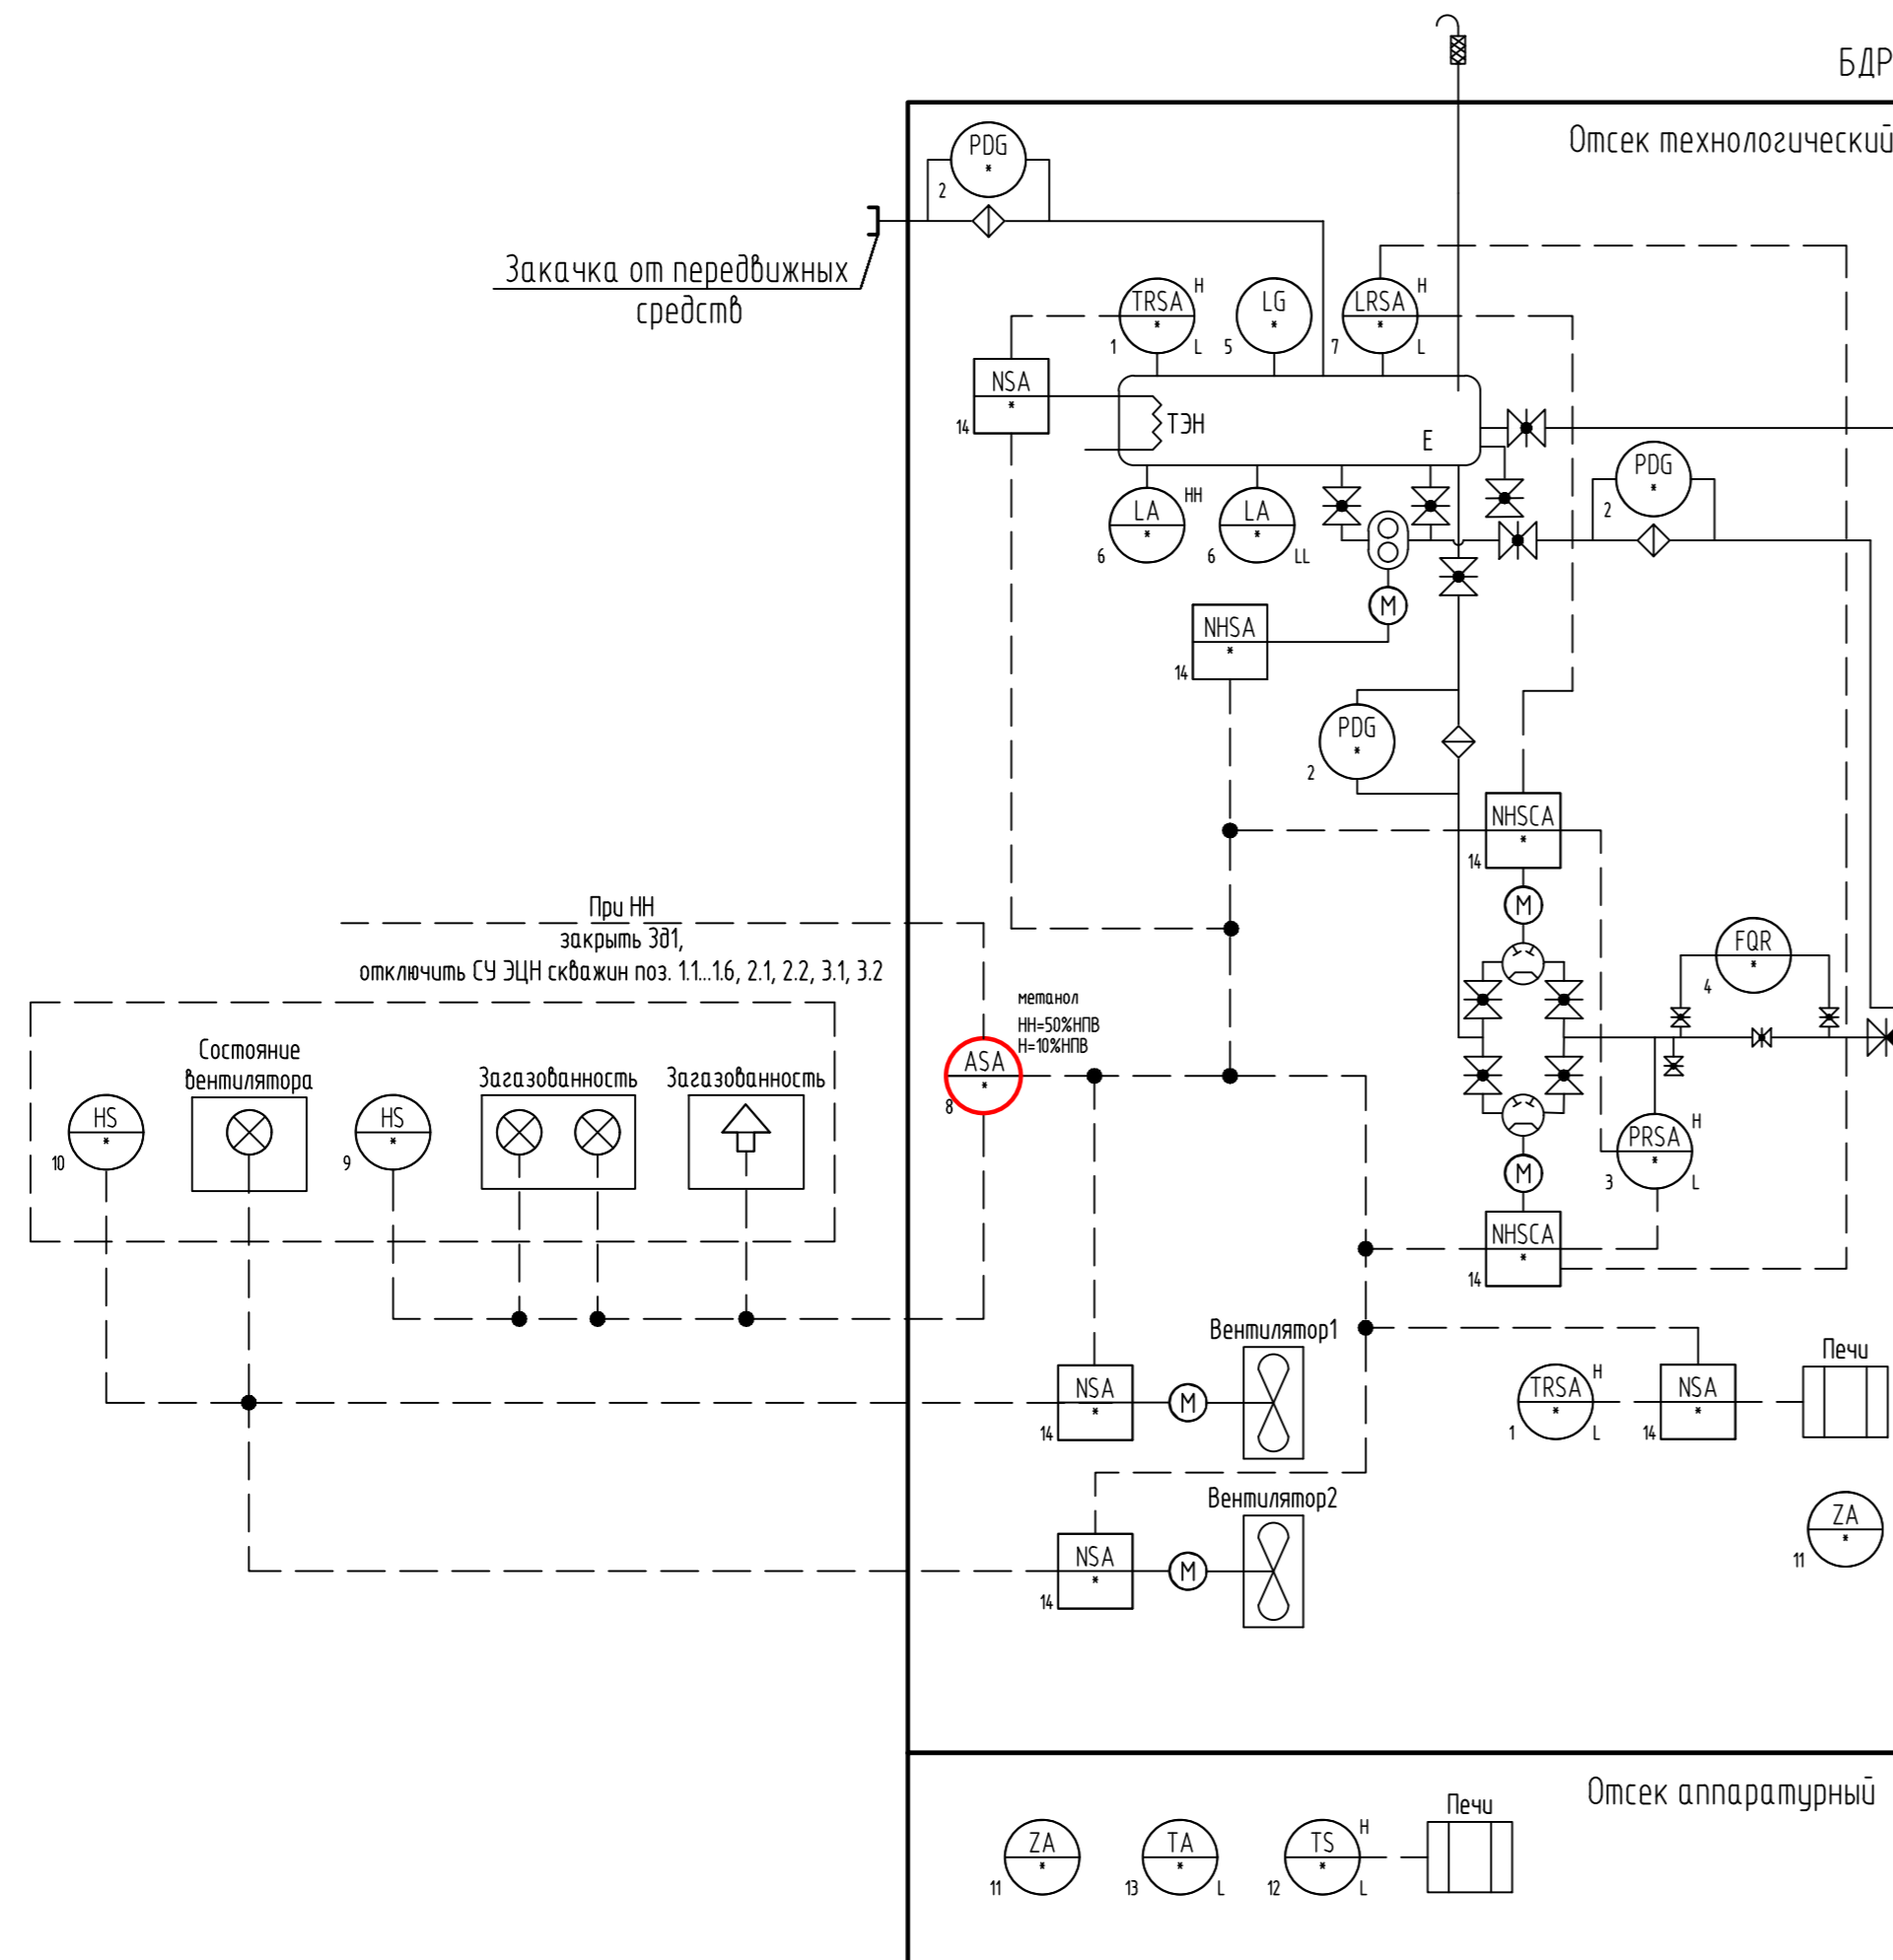 БДР
Отсек технологический
PDG
*
2
Закачка от передвижных
средств
TRSA
*
H
L
1
LG
*
5
LRSA
*
H
L
7
NSA
*
14
ТЭН
E
PDG
*
2
LA
*
HH
6
LA
*
LL
6
M
NHSA
*
14
PDG
*
2
NHSCA
*
14
M
При НН
закрыть Зд1,
отключить СУ ЭЦН скважин поз. 1.1...1.6, 2.1, 2.2, 3.1, 3.2
FQR
*
4
метанол
НН=50%НПВ
Н=10%НПВ
ASA
*
8
Состояние
вентилятора
Загазованность
Загазованность
HS
*
10
HS
*
9
PRSA
*
H
L
3
M
NHSCA
*
14
Вентилятор1
NSA
*
14
M
TRSA
*
H
L
1
NSA
*
14
Печи
Вентилятор2
NSA
*
14
M
ZA
*
11
Отсек аппаратурный
ZA
*
11
TA
*
L
13
TS
*
H
L
12
Печи